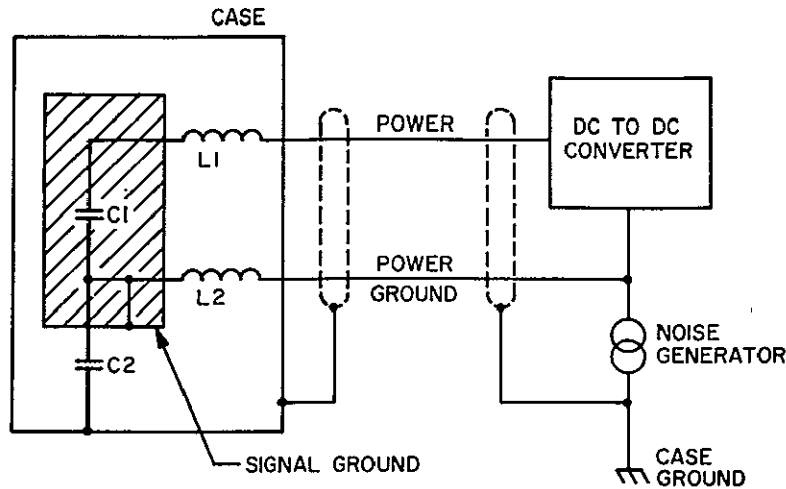 CASE
POWER
DC TO DC
CONVERTER
L1
C1
POWER
GROUND
L2
NOISE
GENERATOR
C2
SIGNAL GROUND
CASE
GROUND